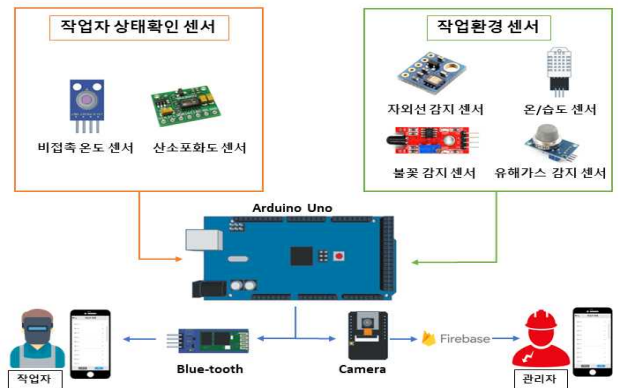 작업자 상태확인 센서
비접촉 온도 센서
산소포화도 센서
작업환경 센서
자외선 감지 센서
온/습도 센서
불꽃 감지 센서
유해가스 감지 센서
Arduino Uno
작업자
Blue-tooth
Camera
Firebase
관리자